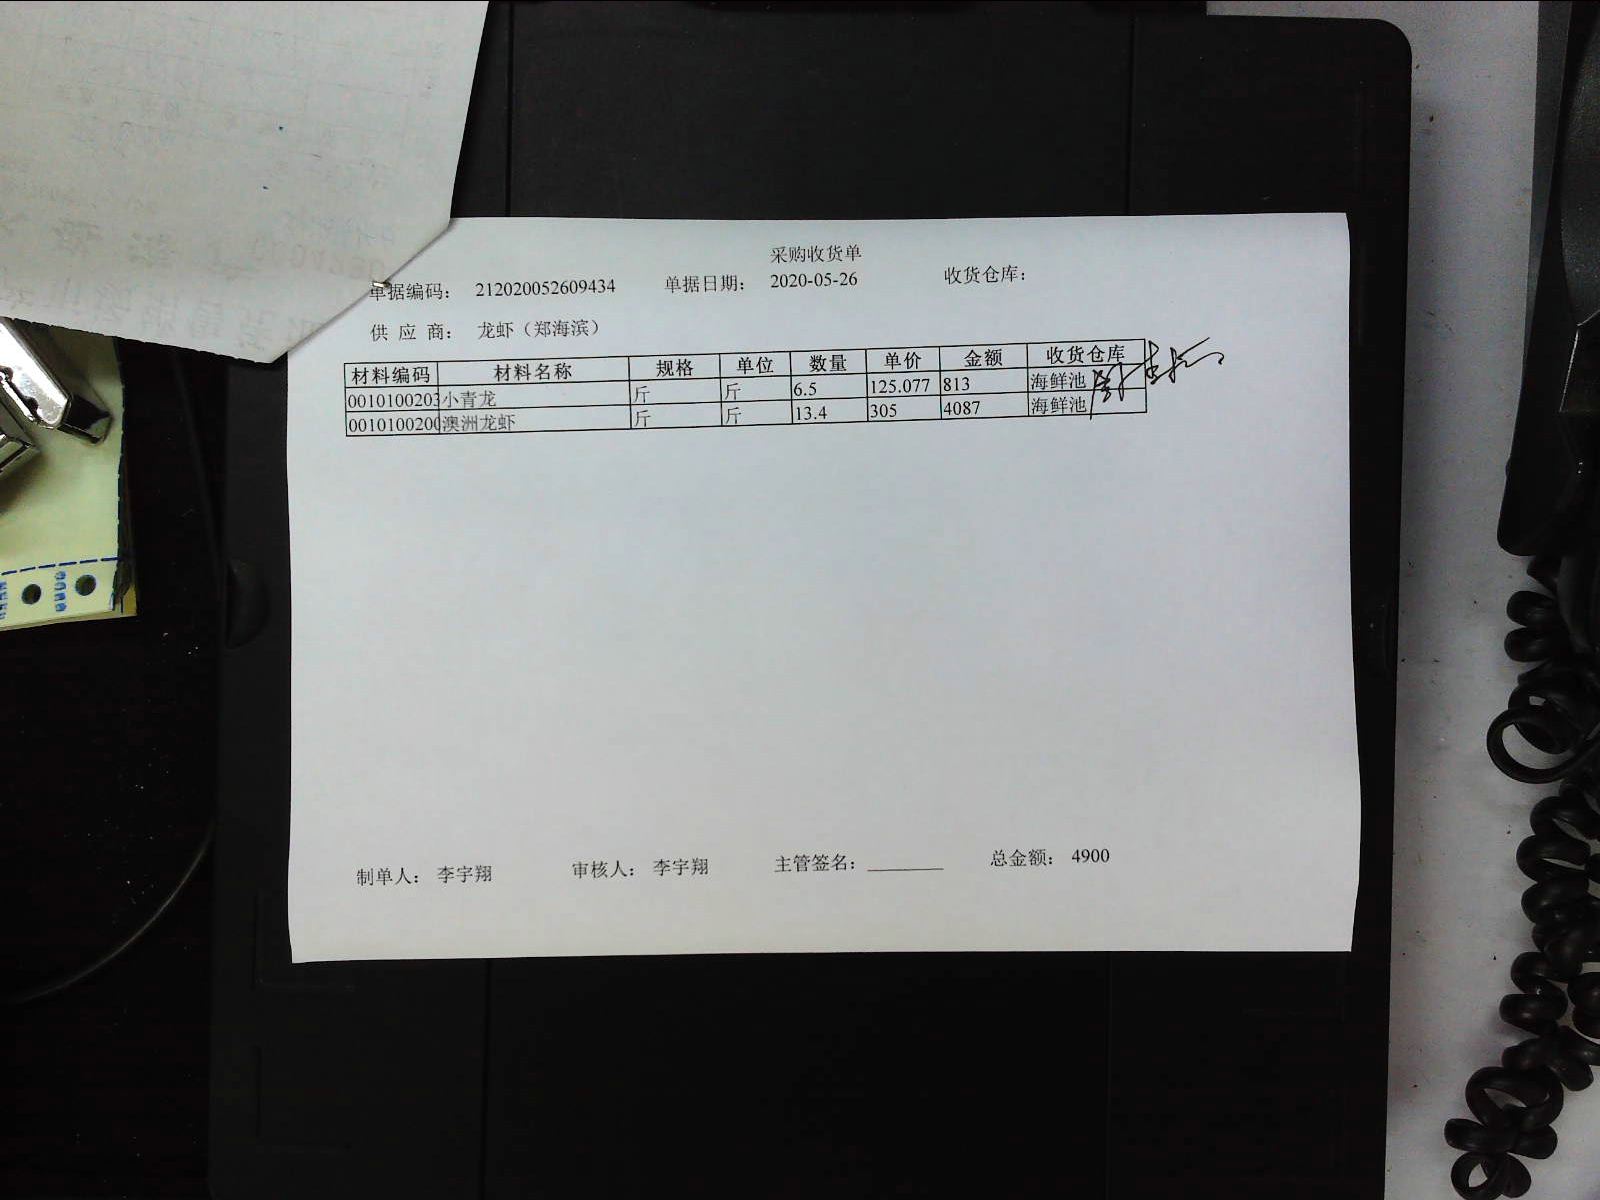 采购收货单
单据编码： 212020052609434 单据日期： 2020-05-26 收货仓库：
供 应 商： 龙虾（郑海滨）
材料编码 材料名称 规格 单位 数量 单价 金额 收货仓库
0010100203 小青龙 斤 斤 6.5 125.077 813 海鲜池
0010100200 澳洲龙虾 斤 斤 13.4 305 4087 海鲜池
制单人： 李宇翔 审核人： 李宇翔 主管签名： ________ 总金额： 4900